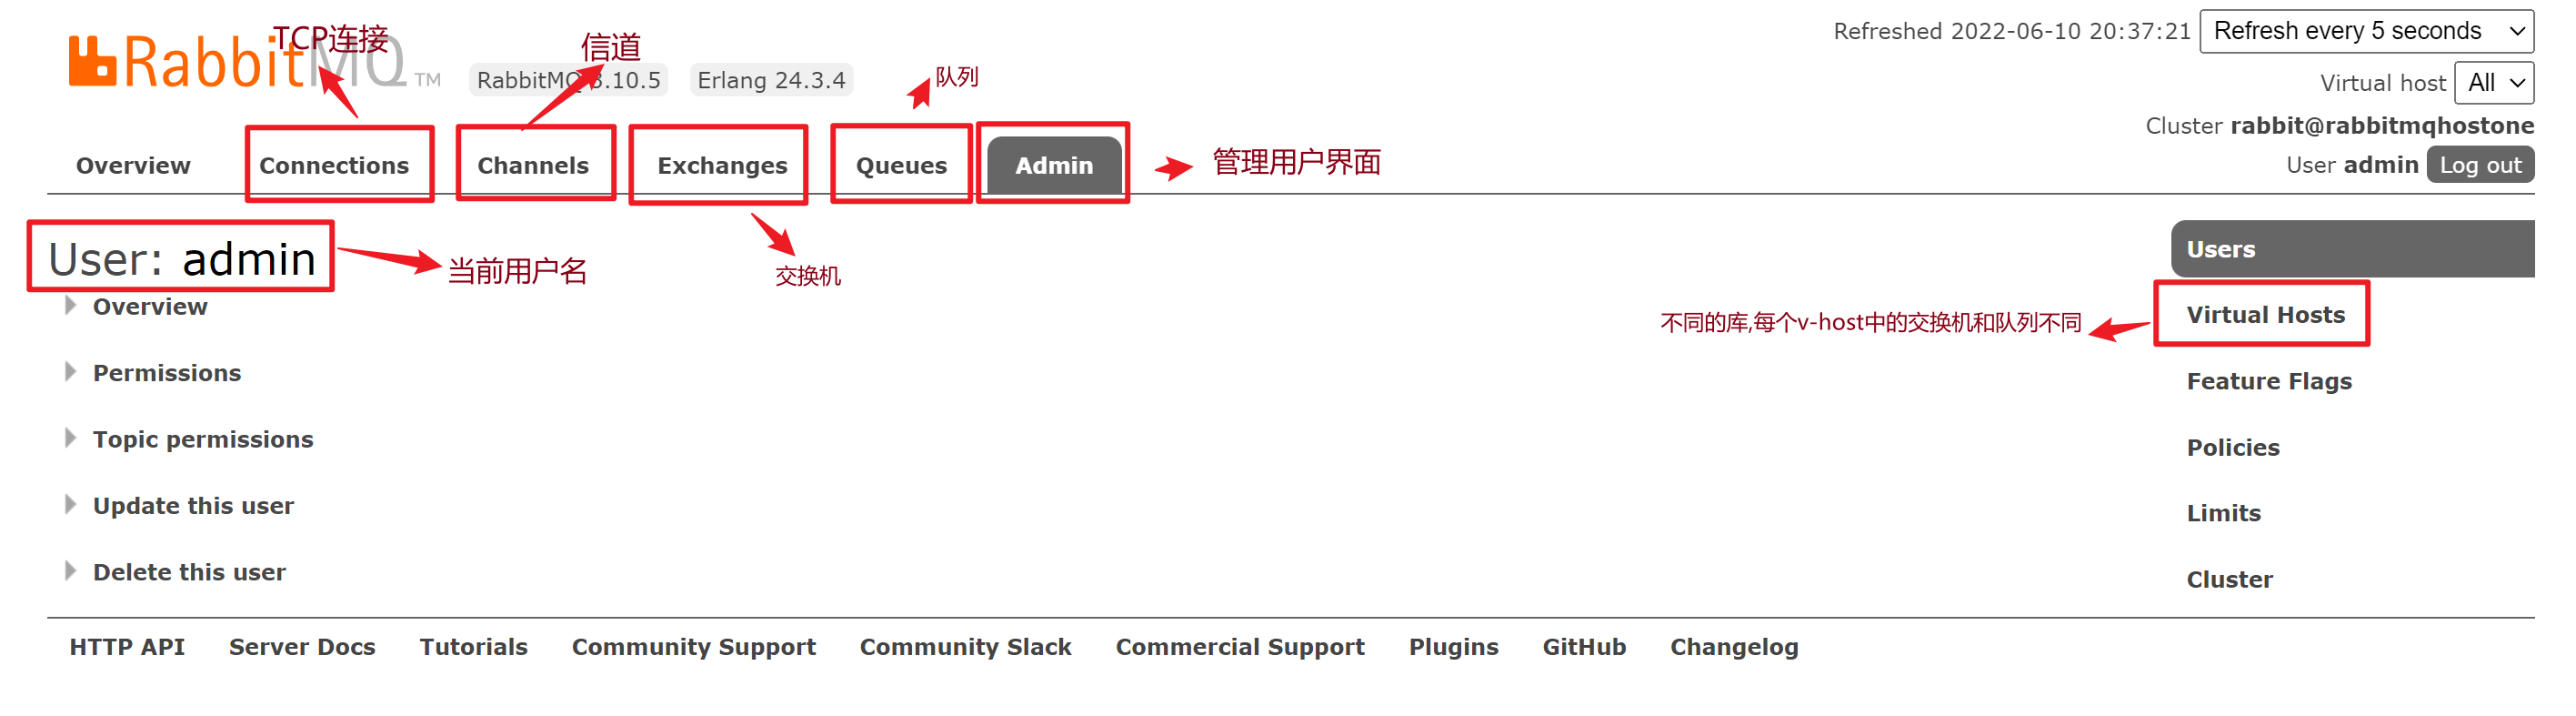 TCP连接
RabbitMQ™
信道
RabbitMQ 3.10.5
Erlang 24.3.4
队列
Refreshed 2022-06-10 20:37:21
Refresh every 5 seconds
Virtual host All
Cluster rabbit@rabbitmqhostone
User admin Log out
Overview
Connections
Channels
Exchanges
Queues
Admin
管理用户界面
User: admin
当前用户名
交换机
Users
Overview
不同的库,每个v-host中的交换机和队列不同
Virtual Hosts
Permissions
Feature Flags
Topic permissions
Policies
Update this user
Limits
Delete this user
Cluster
HTTP API
Server Docs
Tutorials
Community Support
Community Slack
Commercial Support
Plugins
GitHub
Changelog